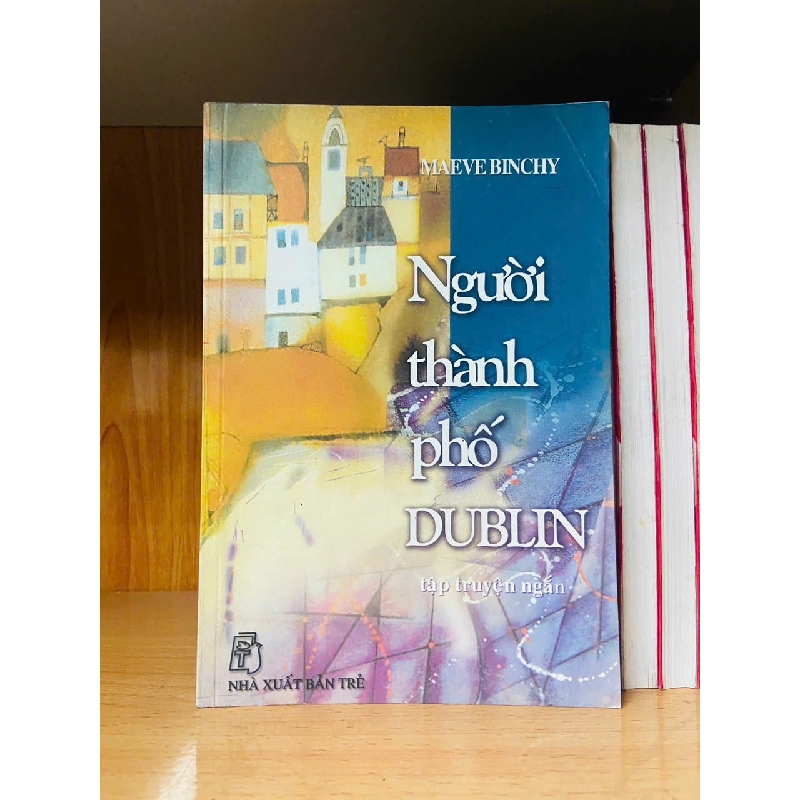 MAEVE BINCHY
Người
thành
phố
DUBLIN
tập truyện ngắn
NHÀ XUẤT BẢN TRẺ